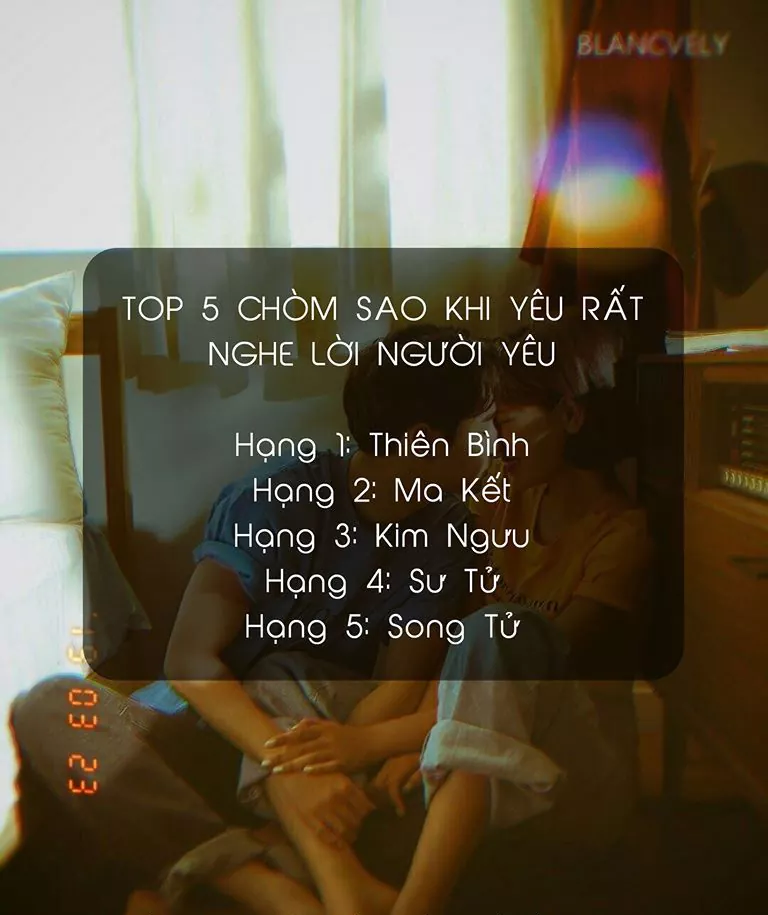 BLANCVELY
TOP 5 CHÒM SAO KHI YÊU RẤT
NGHE LỜI NGƯỜI YÊU
Hạng 1: Thiên Bình
Hạng 2: Ma Kết
Hạng 3: Kim Ngưu
Hạng 4: Sư Tử
Hạng 5: Song Tử
19 03 23